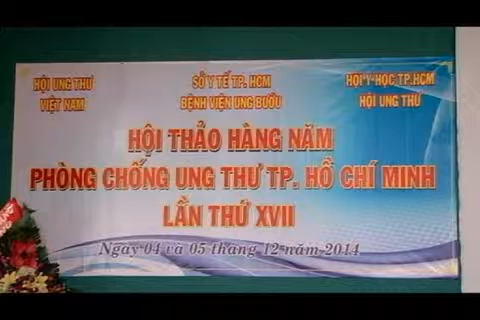 HỘI UNG THƯ
VIỆT NAM
SỞ Y TẾ TP. HCM
BỆNH VIỆN UNG BƯỚU
HỘI Y HỌC TP.HCM
HỘI UNG THƯ
HỘI THẢO HÀNG NĂM
PHÒNG CHỐNG UNG THƯ TP. HỒ CHÍ MINH
LẦN THỨ XVII
Ngày 04 và 05 tháng 12 năm 2014